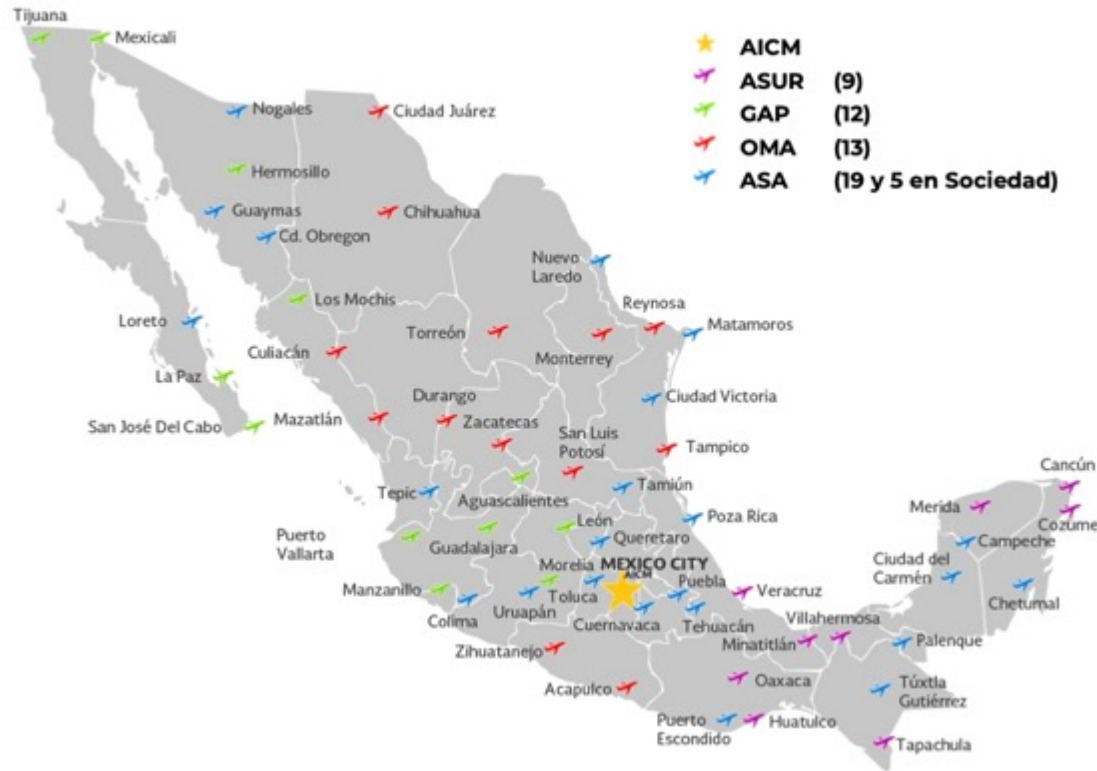 Tijuana
Mexicali
AICM
ASUR (9)
GAP (12)
OMA (13)
ASA (19 y 5 en Sociedad)
Nogales
Ciudad Juárez
Hermosillo
Guaymas
Chihuahua
Cd. Obregon
Nuevo
Laredo
Los Mochis
Reynosa
Loreto
Torreón
Matamoros
Culiacán
Monterrey
La Paz
Durango
Ciudad Victoria
San José Del Cabo
Mazatlán
Zacatecas
San Luis
Potosí
Tampico
Cancún
Tepic
Aguascalientes
Tamiún
Merida
Cozume
Puerto
Vallarta
Guadalajara
León
Queretaro
Poza Rica
Campeche
Ciudad del
Carmén
Morelia
MEXICO CITY
AICM
Manzanillo
Colima
Uruapán
Toluca
Puebla
Veracruz
Chetumal
Cuernavaca
Tehuacán
Villahermosa
Minatitlán
Palenque
Zihuatanejo
Acapulco
Oaxaca
Túxtla
Gutiérrez
Puerto
Escondido
Huatulco
Tapachula